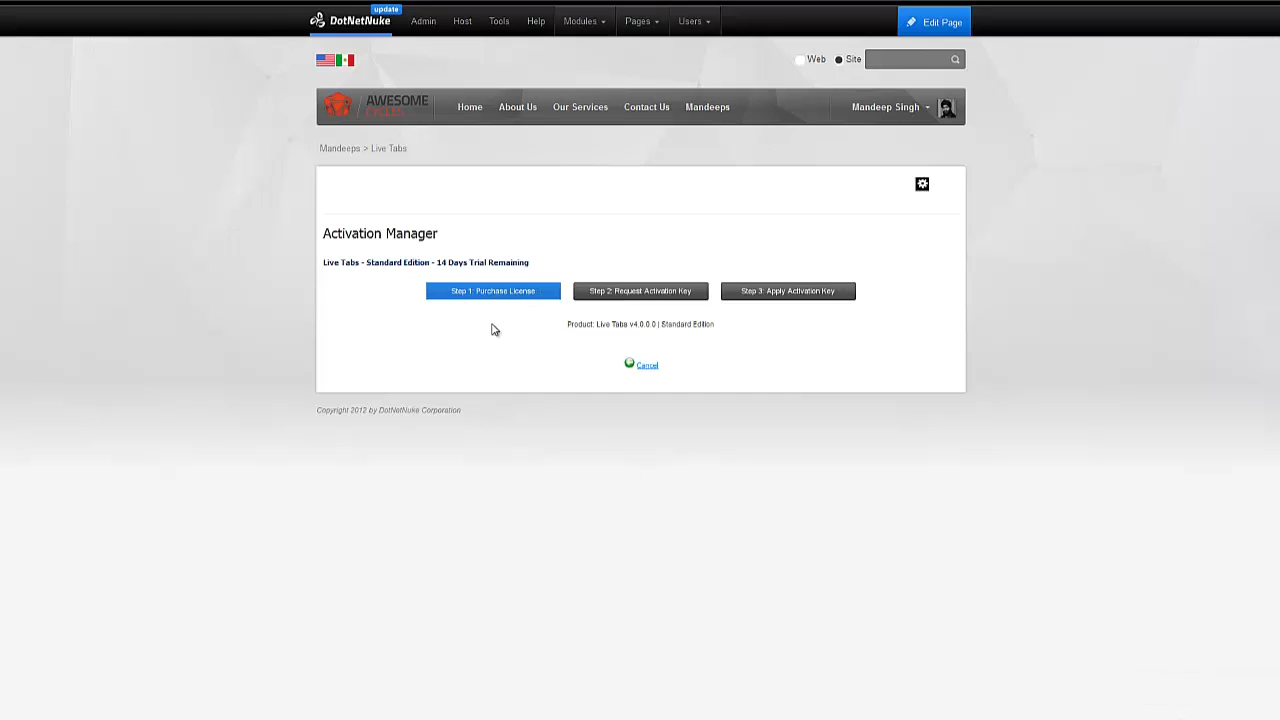 update
DotNetNuke Admin Host Tools Help Modules Pages Users Edit Page
Web Site
AWESOME
CYCLES
Home About Us Our Services Contact Us Mandeeps Mandeep Singh
Mandeeps > Live Tabs
Activation Manager
Live Tabs - Standard Edition - 14 Days Trial Remaining
Step 1: Purchase License Step 2: Request Activation Key Step 3: Apply Activation Key
Product: Live Tabs v4.0.0.0 | Standard Edition
Cancel
Copyright 2012 by DotNetNuke Corporation